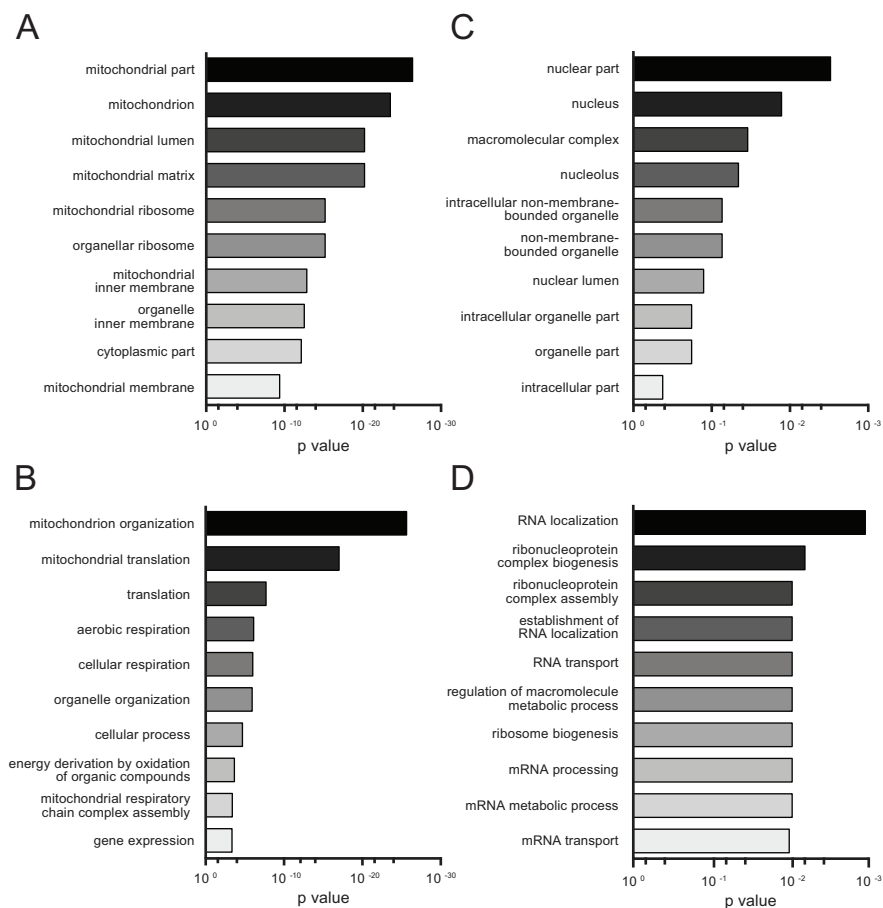 A
mitochondrial part
mitochondrion
mitochondrial lumen
mitochondrial matrix
mitochondrial ribosome
organellar ribosome
mitochondrial
inner membrane
organelle
inner membrane
cytoplasmic part
mitochondrial membrane
10 0
10 -10
10 -20
10 -30
p value
C
nuclear part
nucleus
macromolecular complex
nucleolus
intracellular non-membrane-
bounded organelle
non-membrane-
bounded organelle
nuclear lumen
intracellular organelle part
organelle part
intracellular part
10 0
10 -1
10 -2
10 -3
p value
B
mitochondrion organization
mitochondrial translation
translation
aerobic respiration
cellular respiration
organelle organization
cellular process
energy derivation by oxidation
of organic compounds
mitochondrial respiratory
chain complex assembly
gene expression
10 0
10 -10
10 -20
10 -30
p value
D
RNA localization
ribonucleoprotein
complex biogenesis
ribonucleoprotein
complex assembly
establishment of
RNA localization
RNA transport
regulation of macromolecule
metabolic process
ribosome biogenesis
mRNA processing
mRNA metabolic process
mRNA transport
10 0
10 -1
10 -2
10 -3
p value